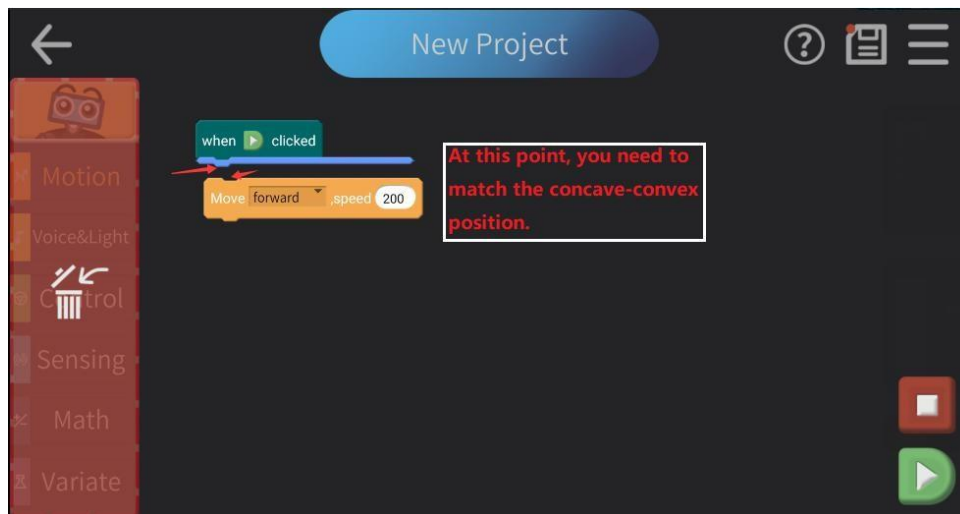 New Project
when clicked
At this point, you need to
match the concave-convex
position.
Move forward ,speed 200
Motion
Voice&Light
Control
Sensing
Math
Variate